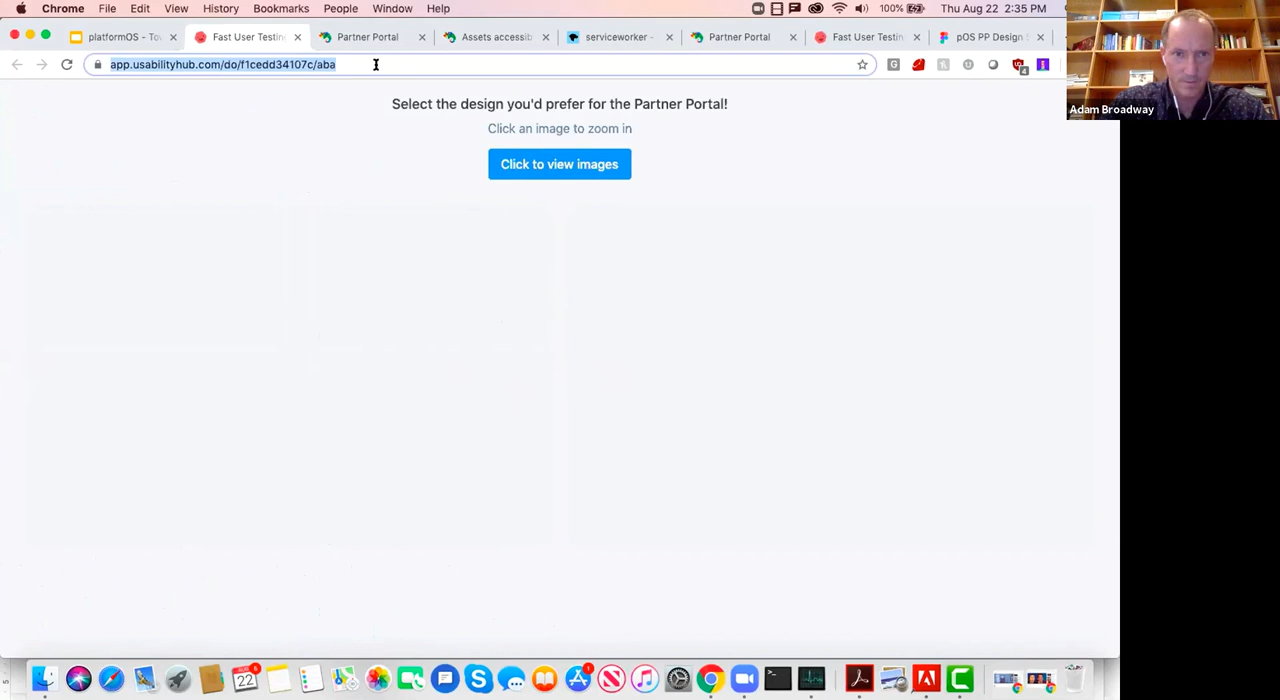 Chrome File Edit View History Bookmarks People Window Help 100% Thu Aug 22 2:35 PM
platformOS - Tow Fast User Testin Partner Portal Assets accessib serviceworker - Partner Portal Fast User Testin pOS PP Design
app.usabilityhub.com/do/f1cedd34107c/aba
Adam Broadway
Select the design you'd prefer for the Partner Portal!
Click an image to zoom in
Click to view images
22